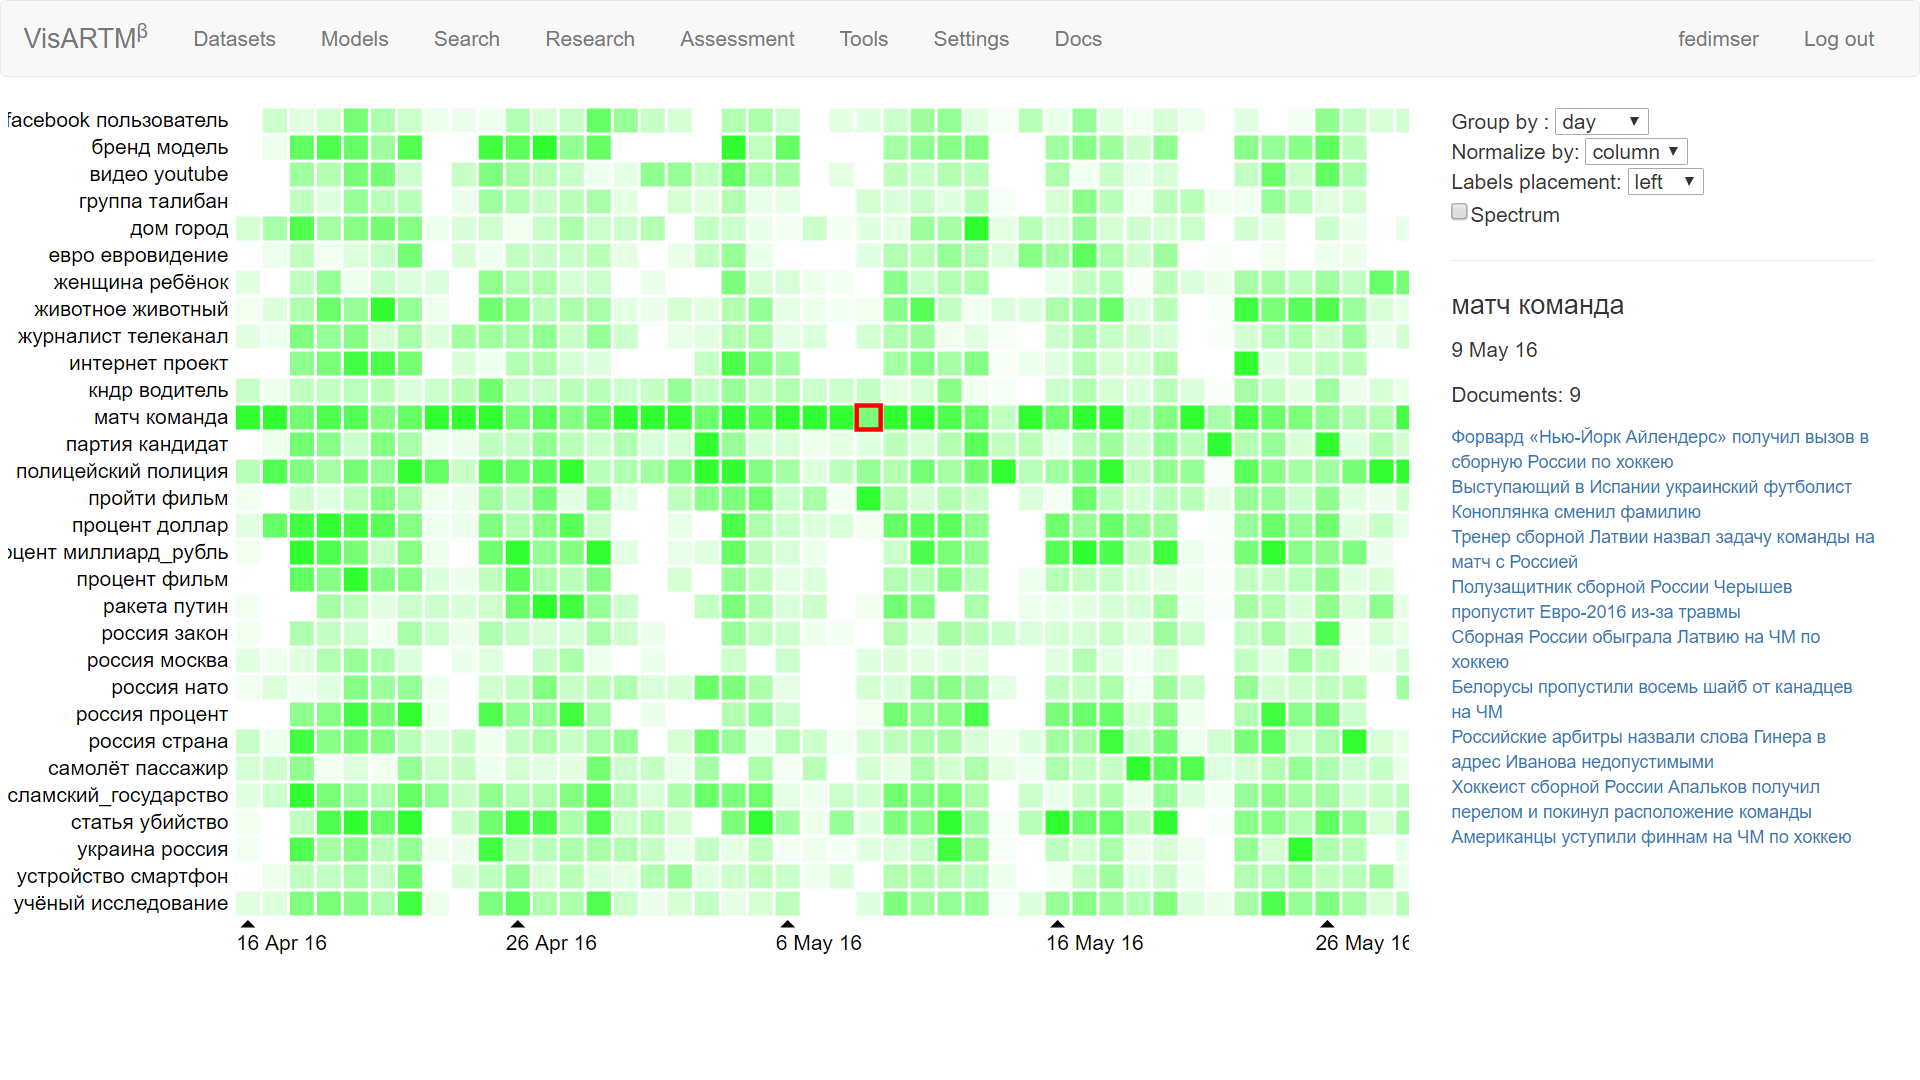 VisARTMβ Datasets Models Search Research Assessment Tools Settings Docs fedimser Log out
facebook пользователь
бренд модель
видео youtube
группа талибан
дом город
евро евровидение
женщина ребёнок
животное животный
журналист телеканал
интернет проект
кндр водитель
матч команда
партия кандидат
полицейский полиция
пройти фильм
процент доллар
оцент миллиард_рубль
процент фильм
ракета путин
россия закон
россия москва
россия нато
россия процент
россия страна
самолёт пассажир
сламский_государство
статья убийство
украина россия
устройство смартфон
учёный исследование
16 Apr 16 26 Apr 16 6 May 16 16 May 16 26 May 16
Group by : day
Normalize by: column
Labels placement: left
Spectrum
матч команда
9 May 16
Documents: 9
Форвард «Нью-Йорк Айлендерс» получил вызов в
сборную России по хоккею
Выступающий в Испании украинский футболист
Коноплянка сменил фамилию
Тренер сборной Латвии назвал задачу команды на
матч с Россией
Полузащитник сборной России Черышев
пропустит Евро-2016 из-за травмы
Сборная России обыграла Латвию на ЧМ по
хоккею
Белорусы пропустили восемь шайб от канадцев
на ЧМ
Российские арбитры назвали слова Гинера в
адрес Иванова недопустимыми
Хоккеист сборной России Апальков получил
перелом и покинул расположение команды
Американцы уступили финнам на ЧМ по хоккею